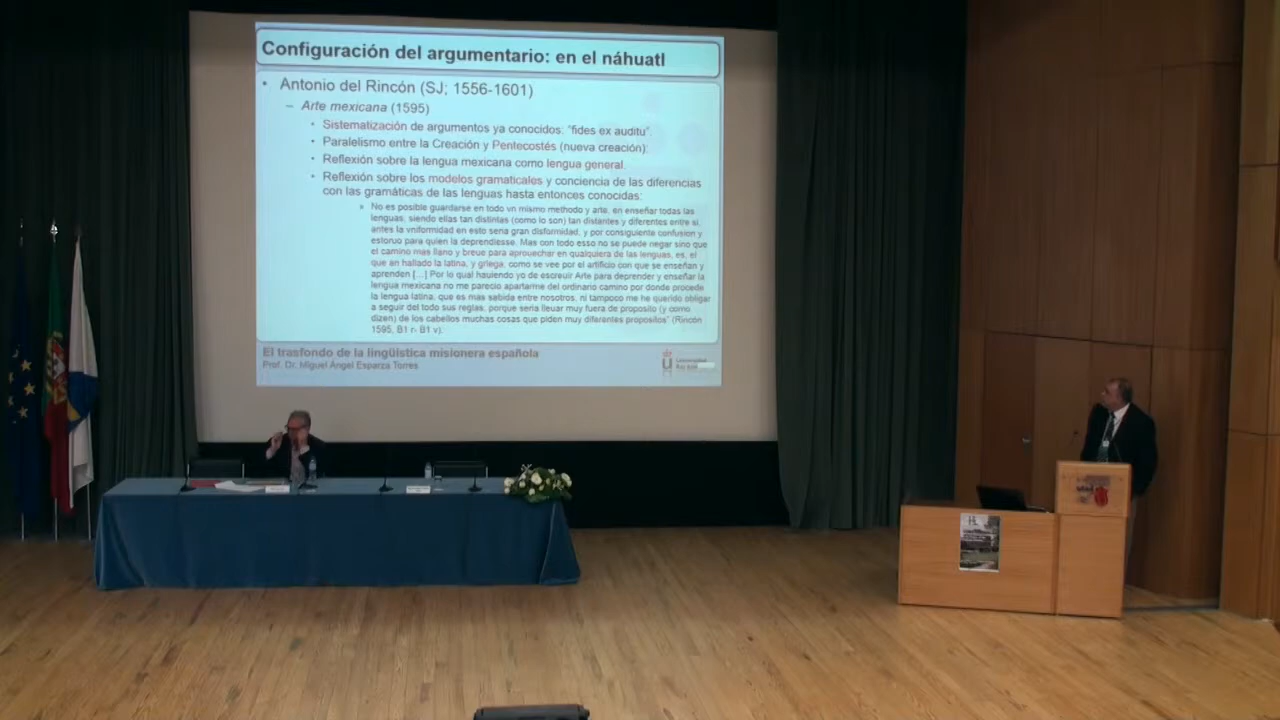 Configuración del argumentario: en el náhuatl
• Antonio del Rincón (SJ; 1556-1601)
– Arte mexicana (1595)
• Sistematización de argumentos ya conocidos: “fides ex auditu”.
• Paralelismo entre la Creación y Pentecostés (nueva creación):
• Reflexión sobre la lengua mexicana como lengua general.
• Reflexión sobre los modelos gramaticales y conciencia de las diferencias
con las gramáticas de las lenguas hasta entonces conocidas:
No es posible guardarse en todo vn mismo methodo y arte, en enseñar todas las
lenguas, siendo ellas tan distintas (como lo son) tan distantes y diferentes entre si,
antes la vniformidad en esto seria gran disformidad, y por consiguiente confusion y
estoruo para quien la deprendiesse. Mas con todo esso no se puede negar sino que
el camino mas llano y breue para aprouechar en qualquiera de las lenguas, es, el
que an hallado la latina, y griega, como se vee por el artificio con que se enseñan y
aprenden [...] Por lo qual hauiendo yo de escreuir Arte para deprender y enseñar la
lengua mexicana no me parecio apartarme del ordinario camino por donde procede
la lengua latina, que es mas sabida entre nosotros, ni tampoco me he querido obligar
a seguir del todo sus reglas, porque seria lleuar muy fuera de proposito (y como
dizen) de los cabellos muchas cosas que piden muy diferentes propositos” (Rincón
1595, B1 r- B1 v).
El trasfondo de la lingüística misionera española
Prof. Dr. Miguel Ángel Esparza Torres
Universidad